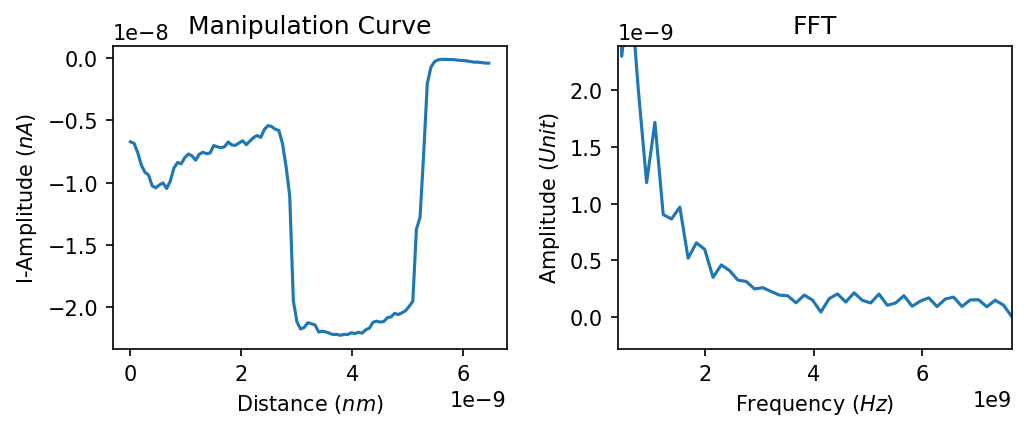 Manipulation Curve
1e−8
0.0
−0.5
−1.0
−1.5
−2.0
I-Amplitude (nA)
0 2 4 6
1e−9
Distance (nm)
FFT
1e−9
2.0
1.5
1.0
0.5
0.0
Amplitude (Unit)
2 4 6
1e9
Frequency (Hz)